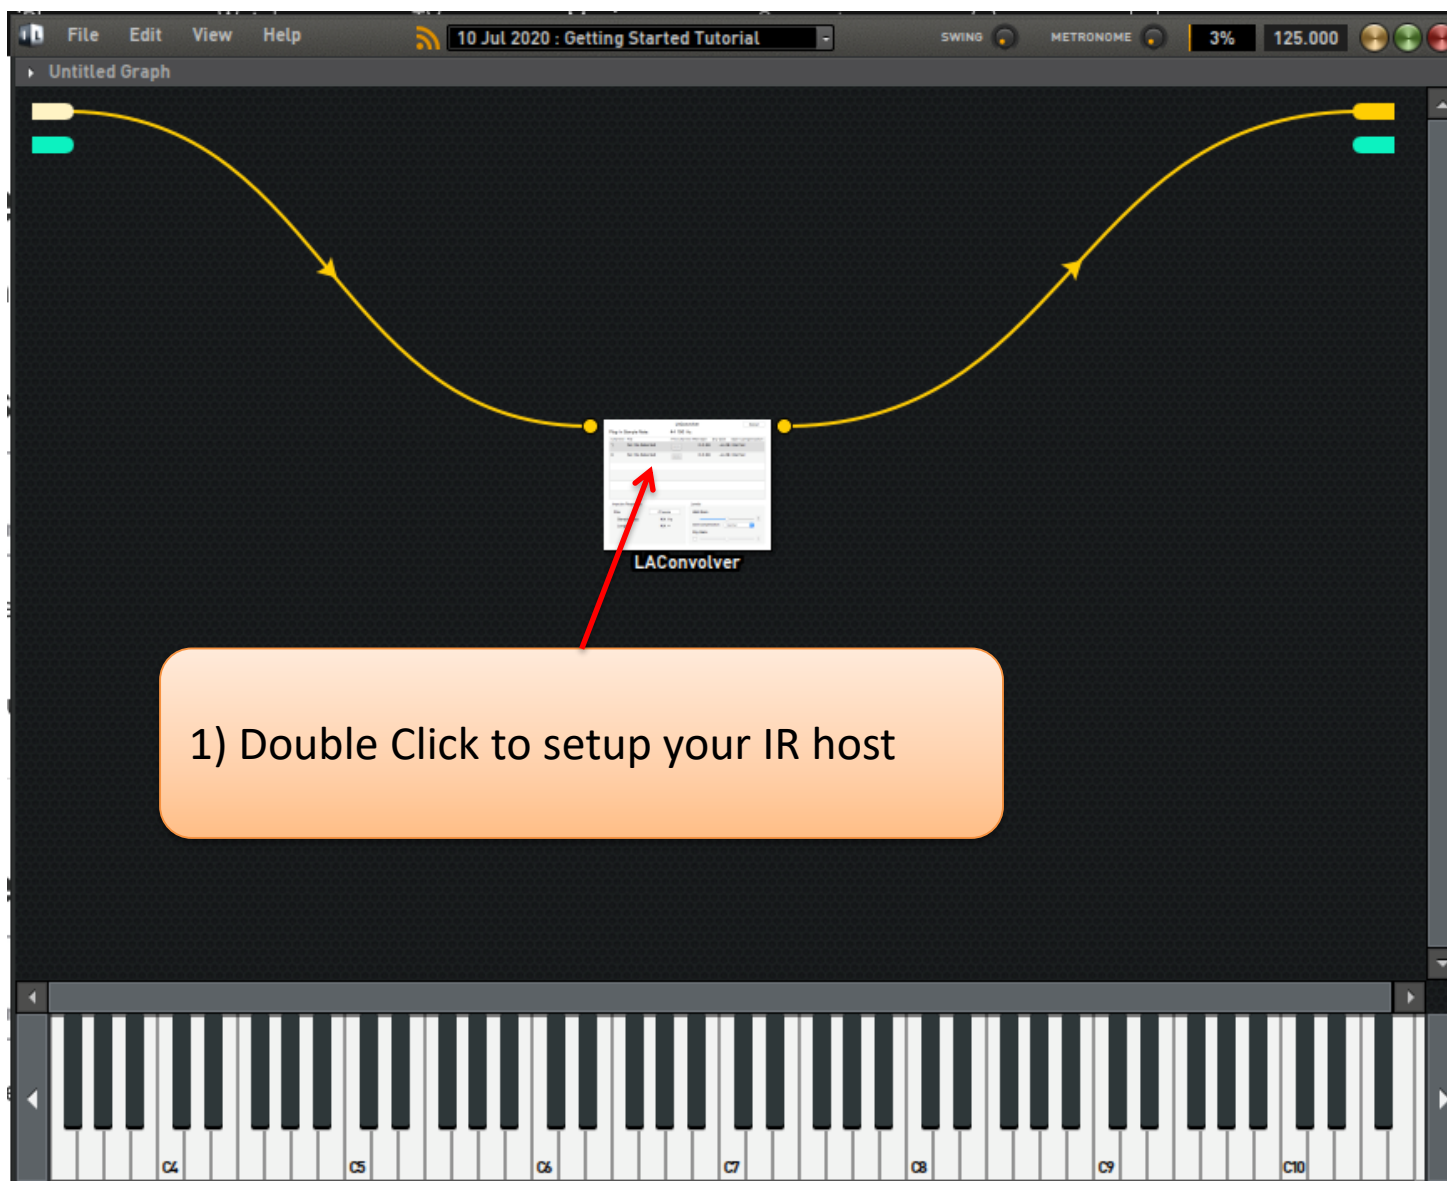 File Edit View Help 10 Jul 2020 : Getting Started Tutorial SWING METRONOME 3% 125.000
Untitled Graph
LAConvolver
1) Double Click to setup your IR host
C4 C5 C6 C7 C8 C9 C10